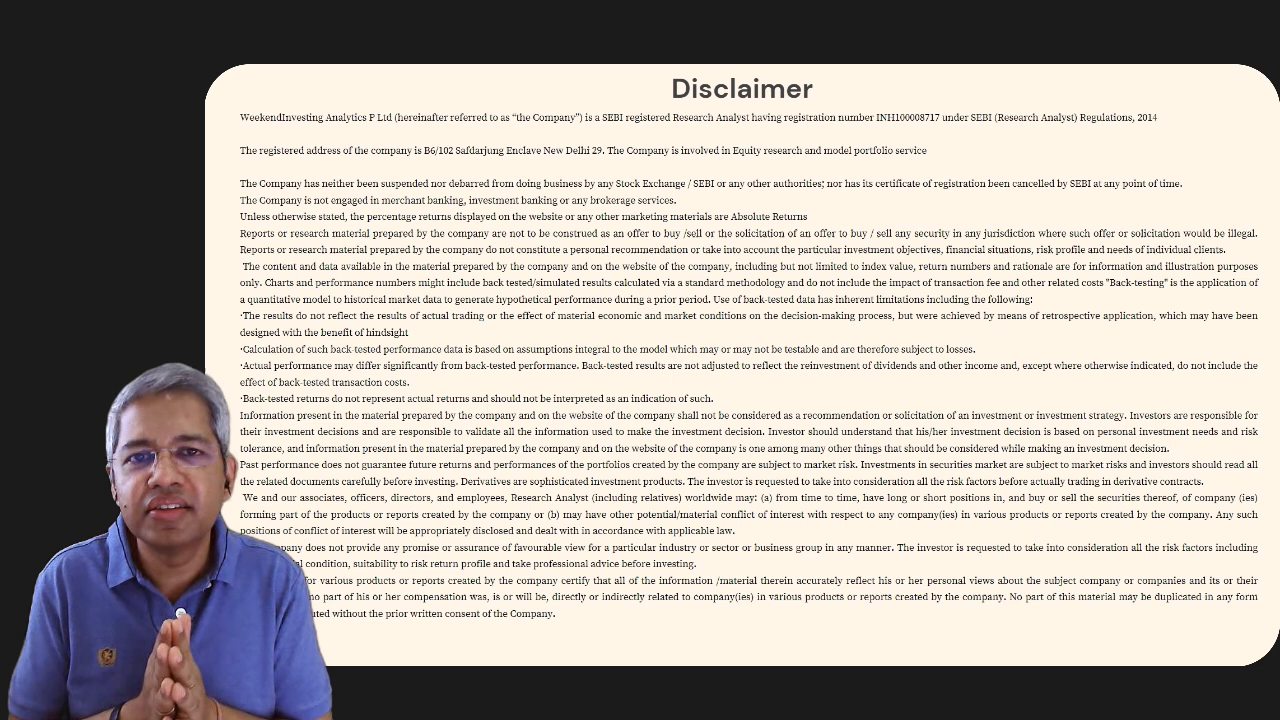 Disclaimer
WeekendInvesting Analytics P Ltd (hereinafter referred to as “the Company”) is a SEBI registered Research Analyst having registration number INH100008717 under SEBI (Research Analyst) Regulations, 2014
The registered address of the company is B6/102 Safdarjung Enclave New Delhi 29. The Company is involved in Equity research and model portfolio service
The Company has neither been suspended nor debarred from doing business by any Stock Exchange / SEBI or any other authorities; nor has its certificate of registration been cancelled by SEBI at any point of time.
The Company is not engaged in merchant banking, investment banking or any brokerage services.
Unless otherwise stated, the percentage returns displayed on the website or any other marketing materials are Absolute Returns
Reports or research material prepared by the company are not to be construed as an offer to buy /sell or the solicitation of an offer to buy / sell any security in any jurisdiction where such offer or solicitation would be illegal.
Reports or research material prepared by the company do not constitute a personal recommendation or take into account the particular investment objectives, financial situations, risk profile and needs of individual clients.
The content and data available in the material prepared by the company and on the website of the company, including but not limited to index value, return numbers and rationale are for information and illustration purposes
only. Charts and performance numbers might include back tested/simulated results calculated via a standard methodology and do not include the impact of transaction fee and other related costs "Back-testing" is the application of
a quantitative model to historical market data to generate hypothetical performance during a prior period. Use of back-tested data has inherent limitations including the following:
·The results do not reflect the results of actual trading or the effect of material economic and market conditions on the decision-making process, but were achieved by means of retrospective application, which may have been
designed with the benefit of hindsight
·Calculation of such back-tested performance data is based on assumptions integral to the model which may or may not be testable and are therefore subject to losses.
·Actual performance may differ significantly from back-tested performance. Back-tested results are not adjusted to reflect the reinvestment of dividends and other income and, except where otherwise indicated, do not include the
effect of back-tested transaction costs.
·Back-tested returns do not represent actual returns and should not be interpreted as an indication of such.
Information present in the material prepared by the company and on the website of the company shall not be considered as a recommendation or solicitation of an investment or investment strategy. Investors are responsible for
their investment decisions and are responsible to validate all the information used to make the investment decision. Investor should understand that his/her investment decision is based on personal investment needs and risk
tolerance, and information present in the material prepared by the company and on the website of the company is one among many other things that should be considered while making an investment decision.
Past performance does not guarantee future returns and performances of the portfolios created by the company are subject to market risk. Investments in securities market are subject to market risks and investors should read all
the related documents carefully before investing. Derivatives are sophisticated investment products. The investor is requested to take into consideration all the risk factors before actually trading in derivative contracts.
We and our associates, officers, directors, and employees, Research Analyst (including relatives) worldwide may: (a) from time to time, have long or short positions in, and buy or sell the securities thereof, of company (ies)
forming part of the products or reports created by the company or (b) may have other potential/material conflict of interest with respect to any company(ies) in various products or reports created by the company. Any such
positions of conflict of interest will be appropriately disclosed and dealt with in accordance with applicable law.
does not provide any promise or assurance of favourable view for a particular industry or sector or business group in any manner. The investor is requested to take into consideration all the risk factors including
condition, suitability to risk return profile and take professional advice before investing.
for various products or reports created by the company certify that all of the information /material therein accurately reflect his or her personal views about the subject company or companies and its or their
no part of his or her compensation was, is or will be, directly or indirectly related to company(ies) in various products or reports created by the company. No part of this material may be duplicated in any form
without the prior written consent of the Company.